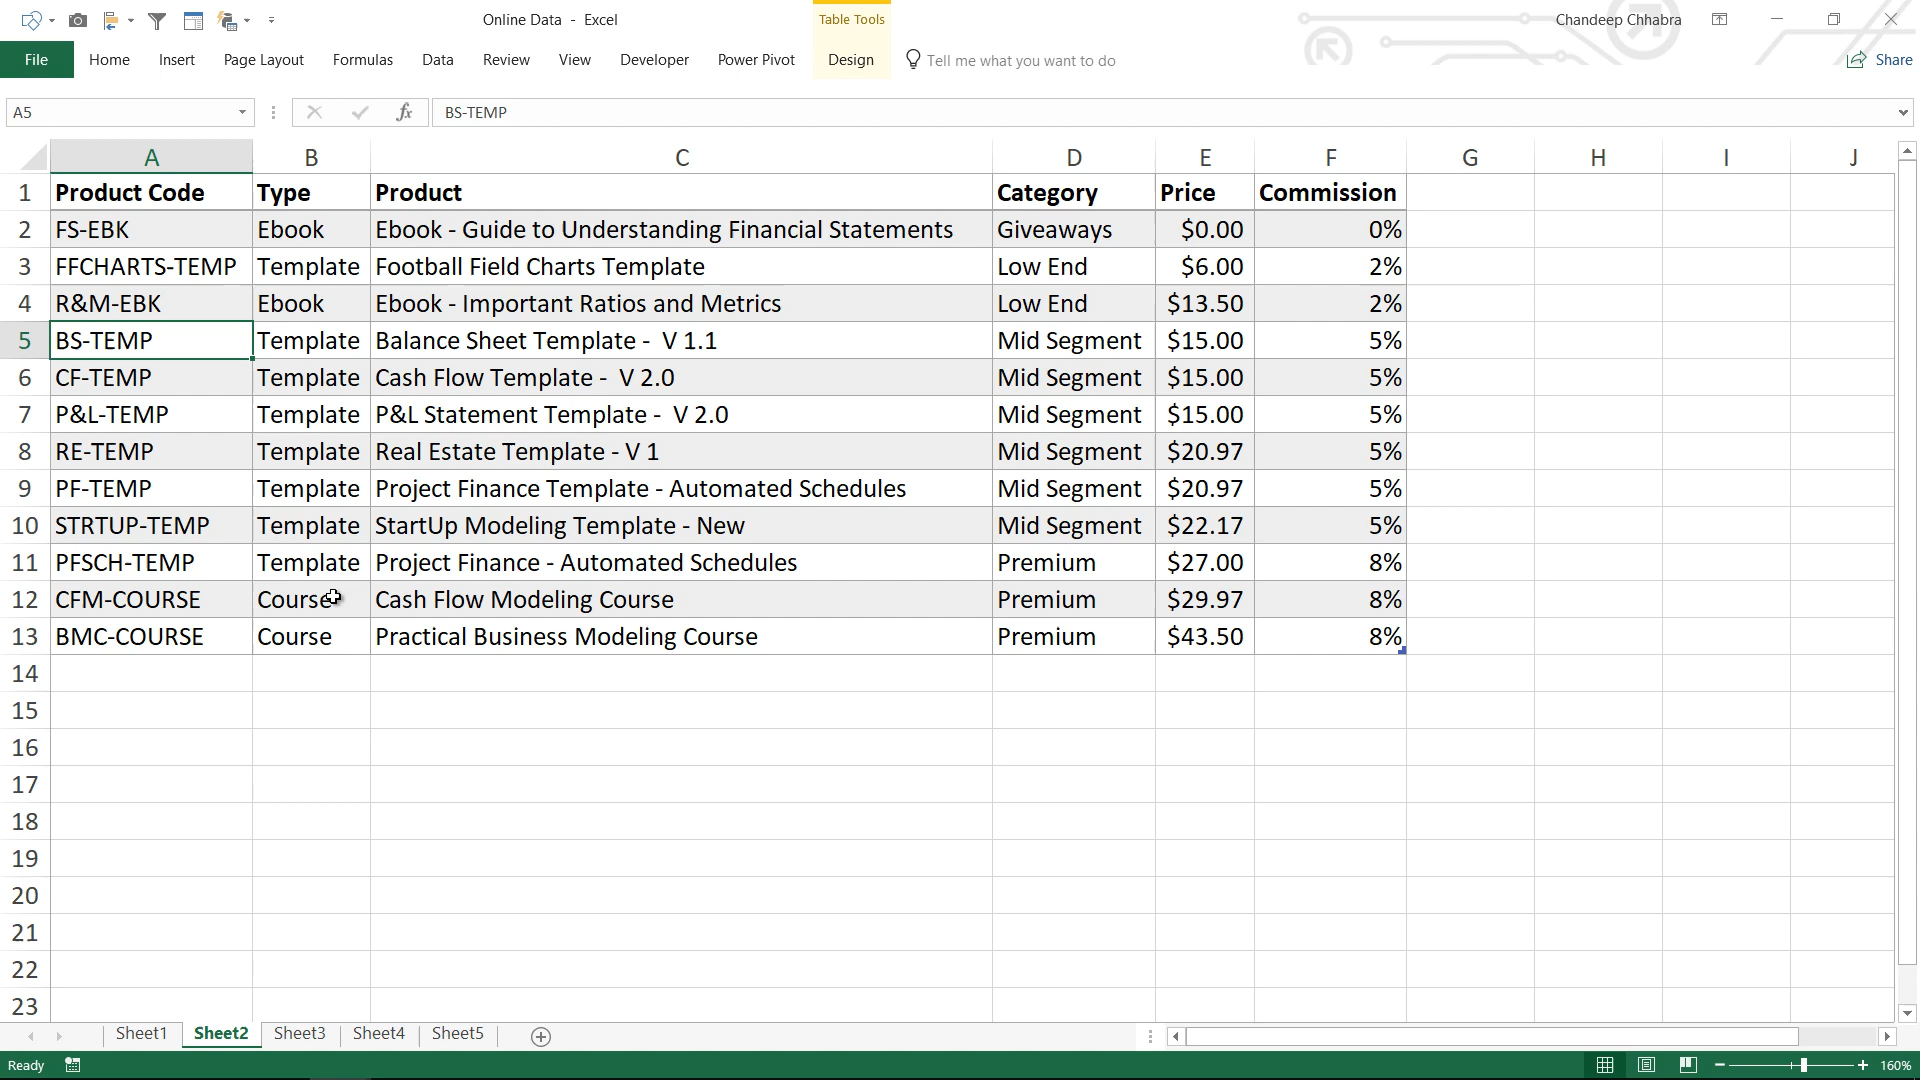 Online Data - Excel
Table Tools
Chandeep Chhabra
File Home Insert Page Layout Formulas Data Review View Developer Power Pivot Design Tell me what you want to do Share
A5 fx BS-TEMP
A B C D E F G H I J
1 Product Code Type Product Category Price Commission
2 FS-EBK Ebook Ebook - Guide to Understanding Financial Statements Giveaways $0.00 0%
3 FFCHARTS-TEMP Template Football Field Charts Template Low End $6.00 2%
4 R&M-EBK Ebook Ebook - Important Ratios and Metrics Low End $13.50 2%
5 BS-TEMP Template Balance Sheet Template -  V 1.1 Mid Segment $15.00 5%
6 CF-TEMP Template Cash Flow Template -  V 2.0 Mid Segment $15.00 5%
7 P&L-TEMP Template P&L Statement Template -  V 2.0 Mid Segment $15.00 5%
8 RE-TEMP Template Real Estate Template - V 1 Mid Segment $20.97 5%
9 PF-TEMP Template Project Finance Template - Automated Schedules Mid Segment $20.97 5%
10 STRTUP-TEMP Template StartUp Modeling Template - New Mid Segment $22.17 5%
11 PFSCH-TEMP Template Project Finance - Automated Schedules Premium $27.00 8%
12 CFM-COURSE Course Cash Flow Modeling Course Premium $29.97 8%
13 BMC-COURSE Course Practical Business Modeling Course Premium $43.50 8%
14
15
16
17
18
19
20
21
22
23
Sheet1 Sheet2 Sheet3 Sheet4 Sheet5
Ready 160%